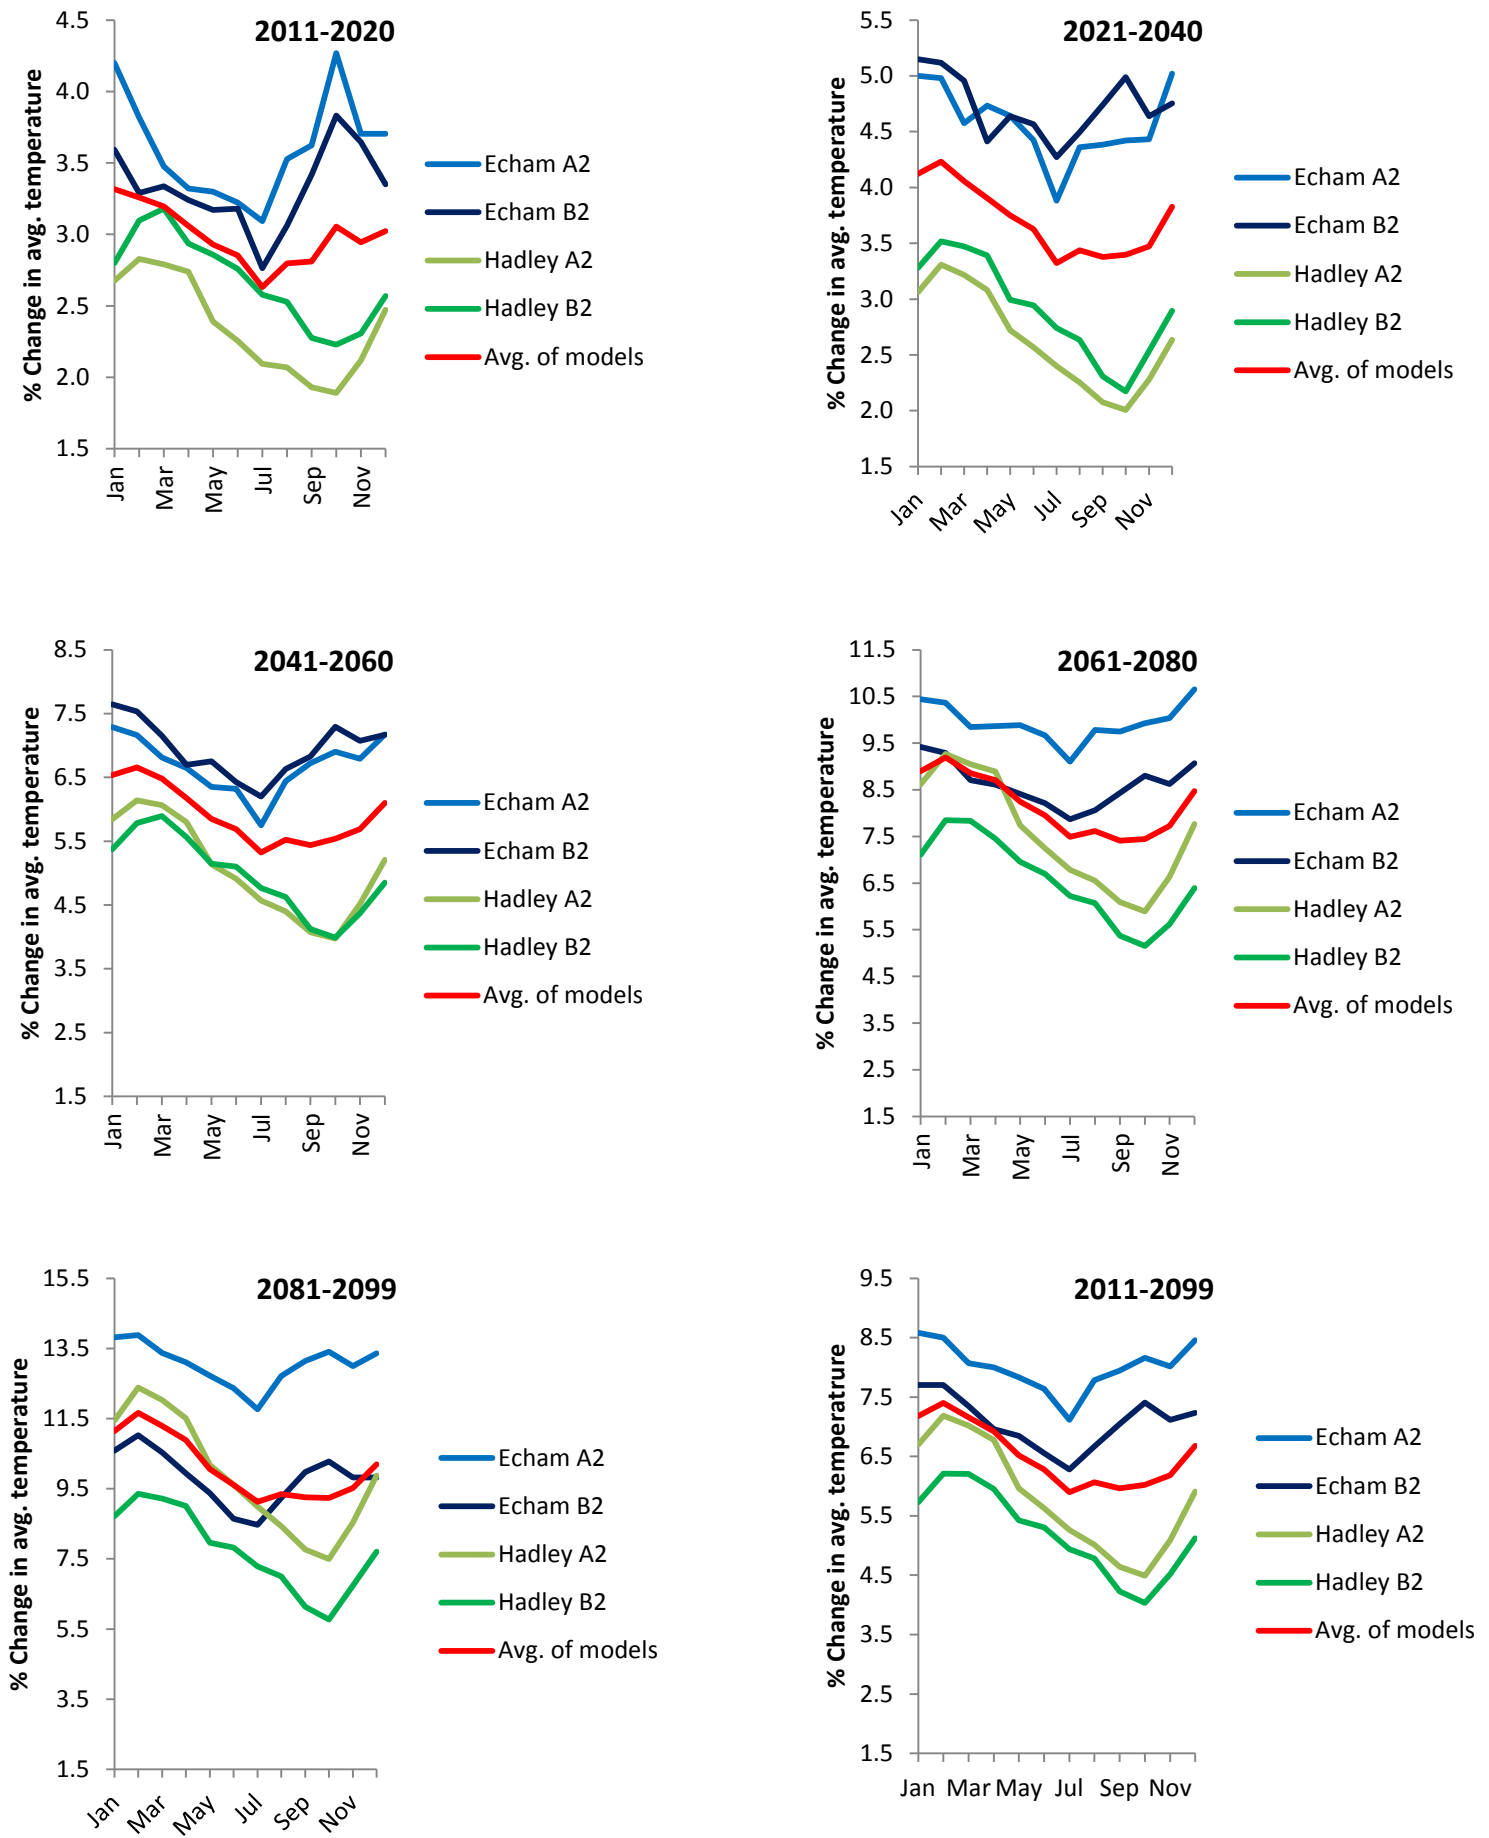 2011-2020
% Change in avg. temperature
4.5
4.0
3.5
3.0
2.5
2.0
1.5
Jan
Mar
May
Jul
Sep
Nov
Echam A2
Echam B2
Hadley A2
Hadley B2
Avg. of models
2021-2040
% Change in avg. temperature
5.5
5.0
4.5
4.0
3.5
3.0
2.5
2.0
1.5
Jan
Mar
May
Jul
Sep
Nov
Echam A2
Echam B2
Hadley A2
Hadley B2
Avg. of models
2041-2060
% Change in avg. temperature
8.5
7.5
6.5
5.5
4.5
3.5
2.5
1.5
Jan
Mar
May
Jul
Sep
Nov
Echam A2
Echam B2
Hadley A2
Hadley B2
Avg. of models
2061-2080
% Change in avg. temperature
11.5
10.5
9.5
8.5
7.5
6.5
5.5
4.5
3.5
2.5
1.5
Jan
Mar
May
Jul
Sep
Nov
Echam A2
Echam B2
Hadley A2
Hadley B2
Avg. of models
2081-2099
% Change in avg. temperature
15.5
13.5
11.5
9.5
7.5
5.5
3.5
1.5
Jan
Mar
May
Jul
Sep
Nov
Echam A2
Echam B2
Hadley A2
Hadley B2
Avg. of models
2011-2099
% Change in avg. temperatrure
9.5
8.5
7.5
6.5
5.5
4.5
3.5
2.5
1.5
Jan Mar May Jul Sep Nov
Echam A2
Echam B2
Hadley A2
Hadley B2
Avg. of models